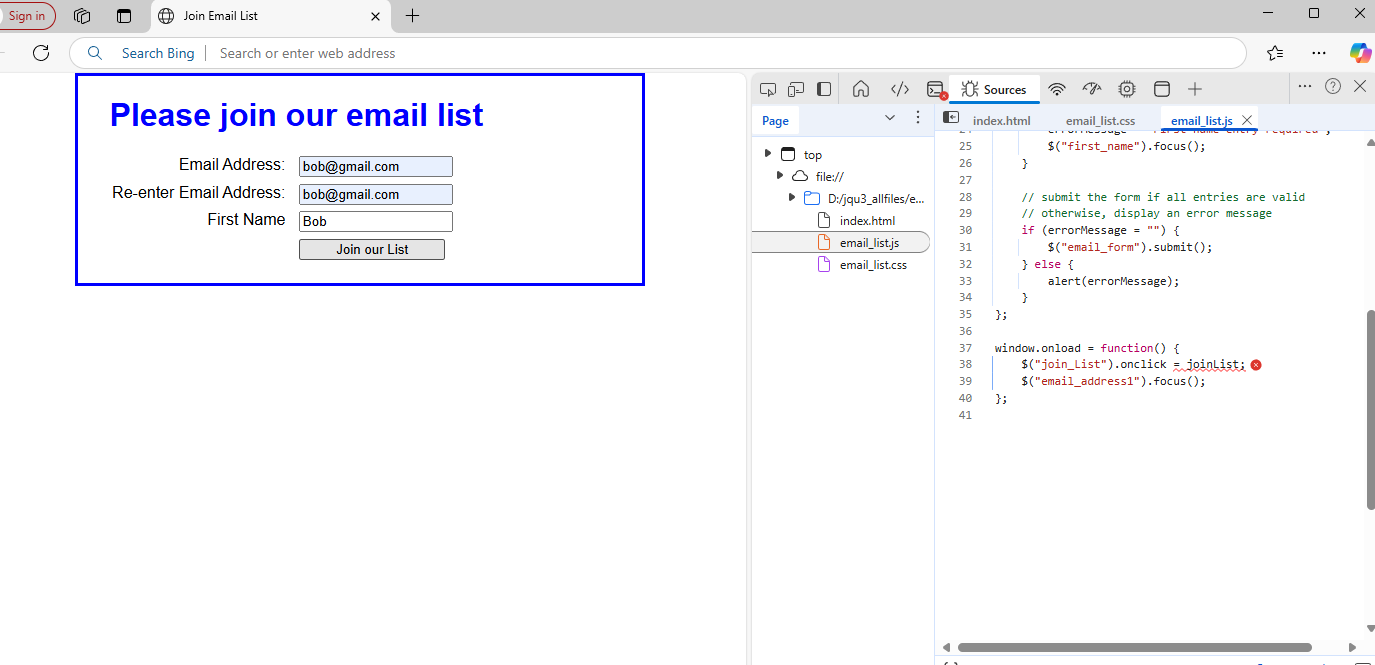 Sign in
Join Email List
Search Bing
Search or enter web address
Please join our email list
Email Address:
bob@gmail.com
Re-enter Email Address:
bob@gmail.com
First Name
Bob
Join our List
Sources
Page
top
file://
D:/jqu3_allfiles/e...
index.html
email_list.js
email_list.css
index.html
email_list.css
email_list.js
25 $("first_name").focus();
26 }
27
28 // submit the form if all entries are valid
29 // otherwise, display an error message
30 if (errorMessage = "") {
31 $("email_form").submit();
32 } else {
33 alert(errorMessage);
34 }
35 };
36
37 window.onload = function() {
38 $("join_List").onclick = joinList;
39 $("email_address1").focus();
40 };
41